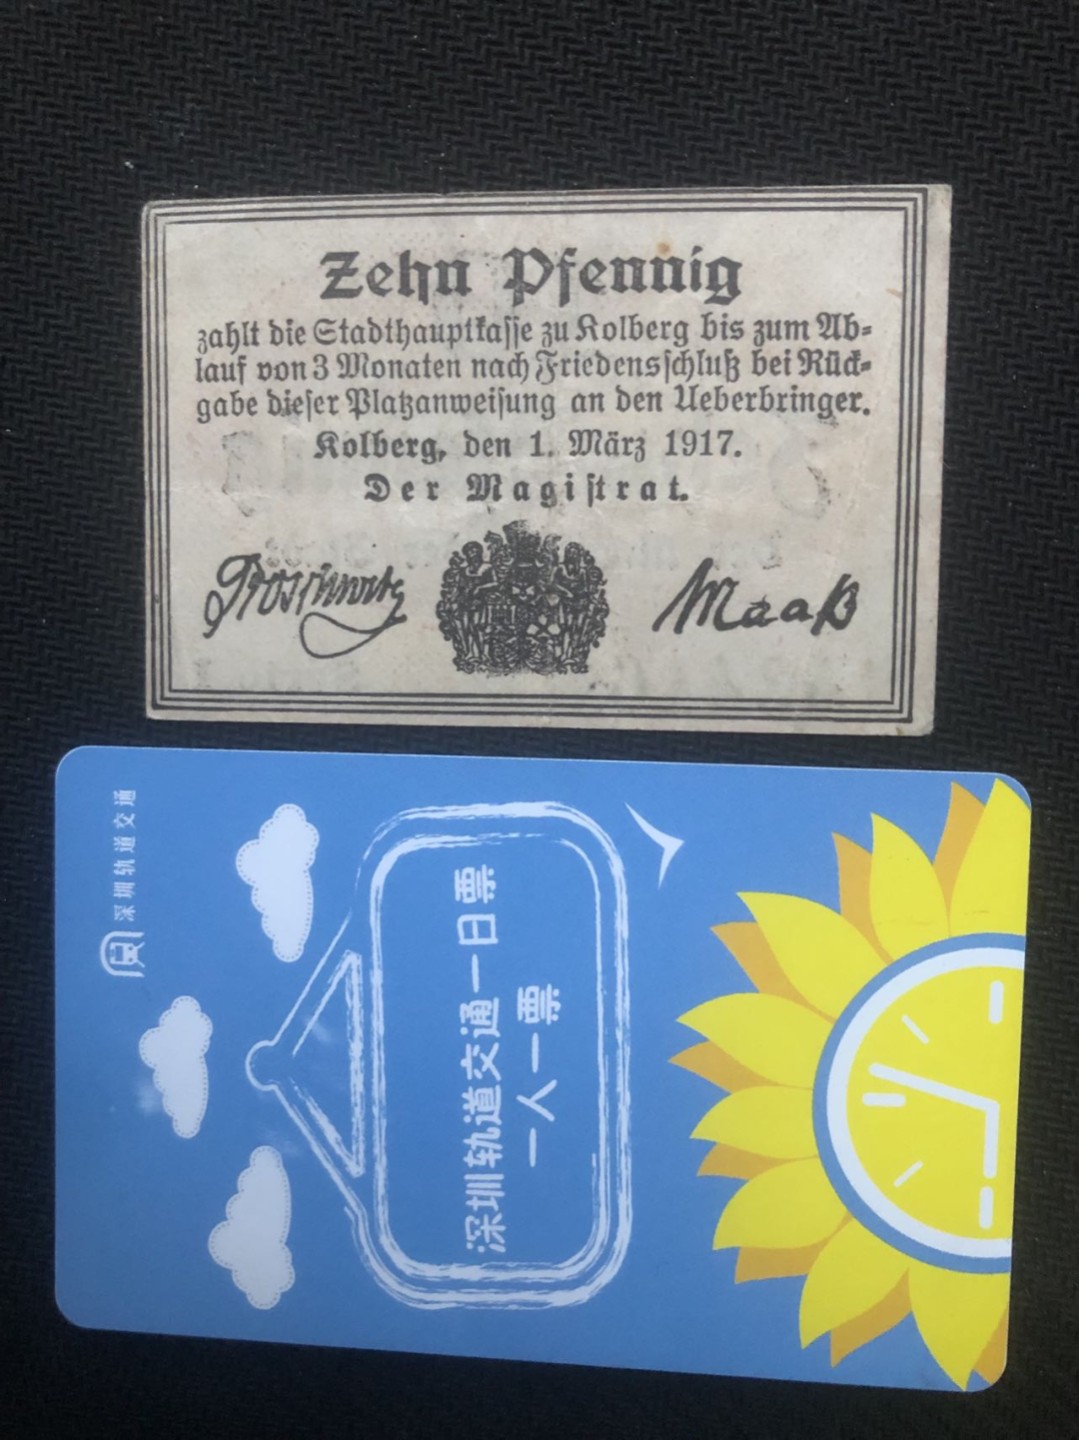 Zehn Pfennig
zahlt die Stadthauptkasse zu Kolberg bis zum Ab-
lauf von 3 Monaten nach Friedensschluß bei Rück-
gabe dieser Platzanweisung an den Ueberbringer.
Kolberg, den 1. März 1917.
Der Magistrat.
Maaß
深圳轨道交通
深圳轨道交通一日票
一人一票